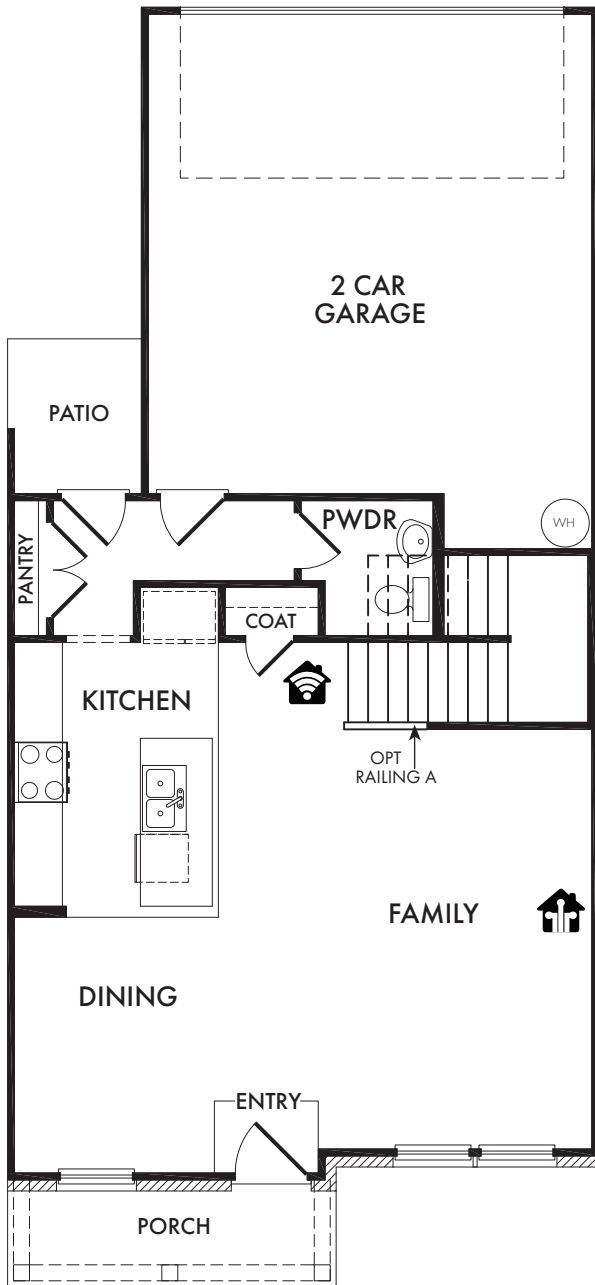 2 CAR
GARAGE
PATIO
PWDR
WH
PANTRY
COAT
KITCHEN
OPT
RAILING A
FAMILY
DINING
ENTRY
PORCH